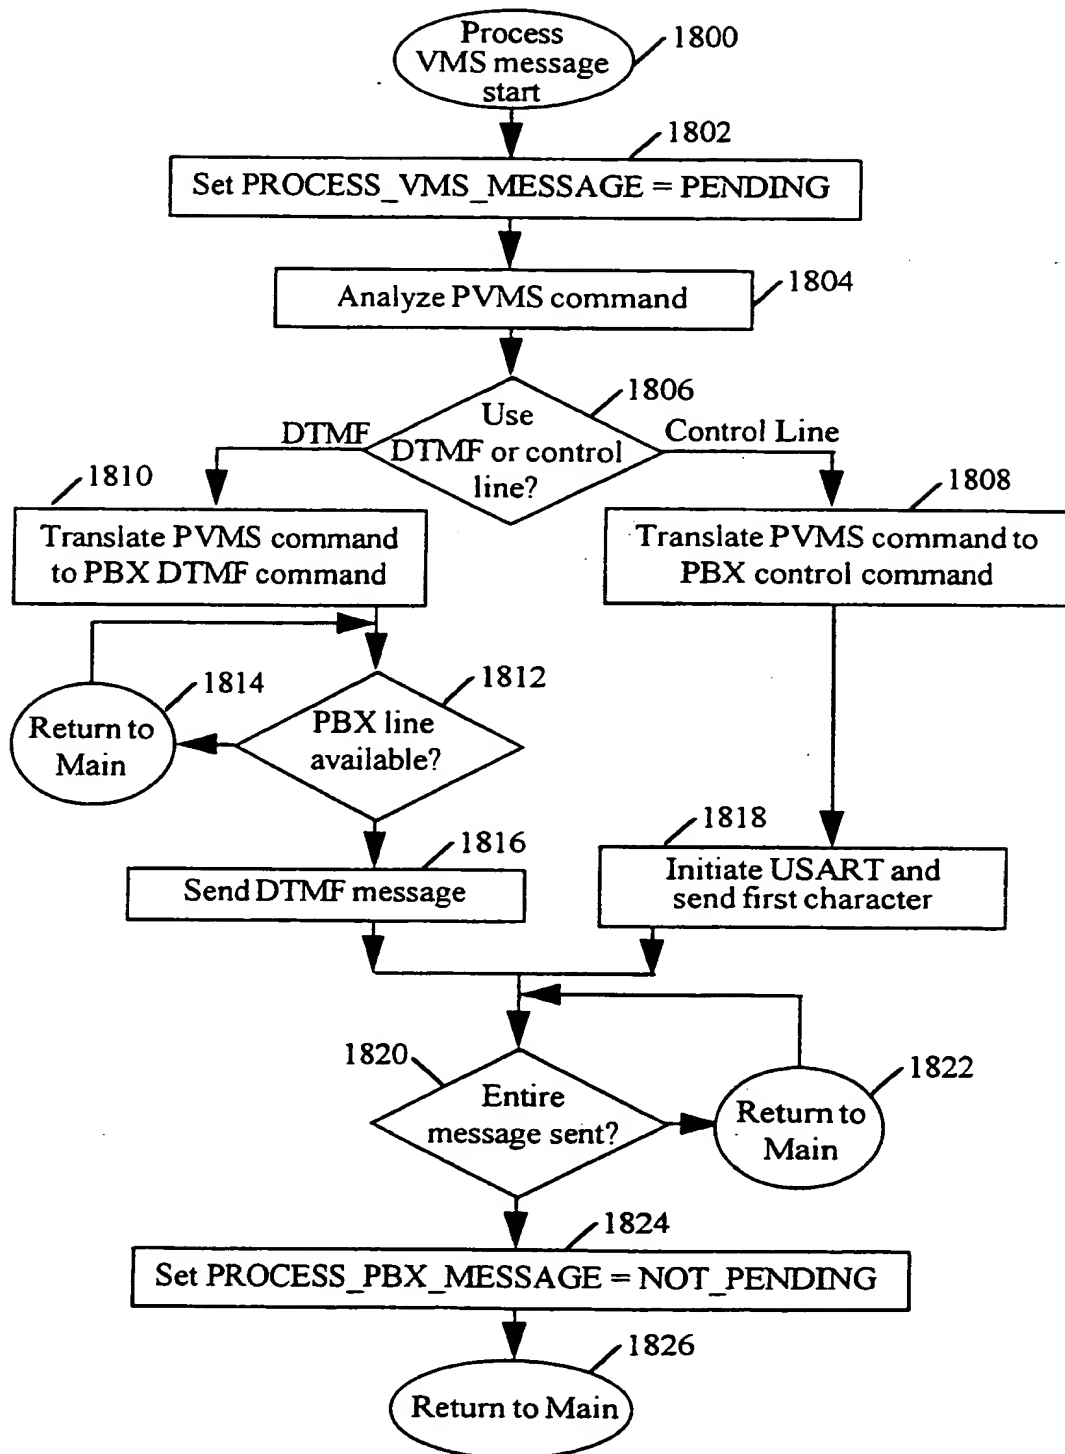 Process
VMS message
start
1800
1802
Set PROCESS_VMS_MESSAGE = PENDING
Analyze PVMS command
1804
1806
Use
DTMF or control
line?
DTMF
Control Line
1810
Translate PVMS command
to PBX DTMF command
1808
Translate PVMS command to
PBX control command
1814
Return to
Main
1812
PBX line
available?
1816
Send DTMF message
1818
Initiate USART and
send first character
1820
Entire
message sent?
1822
Return to
Main
1824
Set PROCESS_PBX_MESSAGE = NOT_PENDING
1826
Return to Main